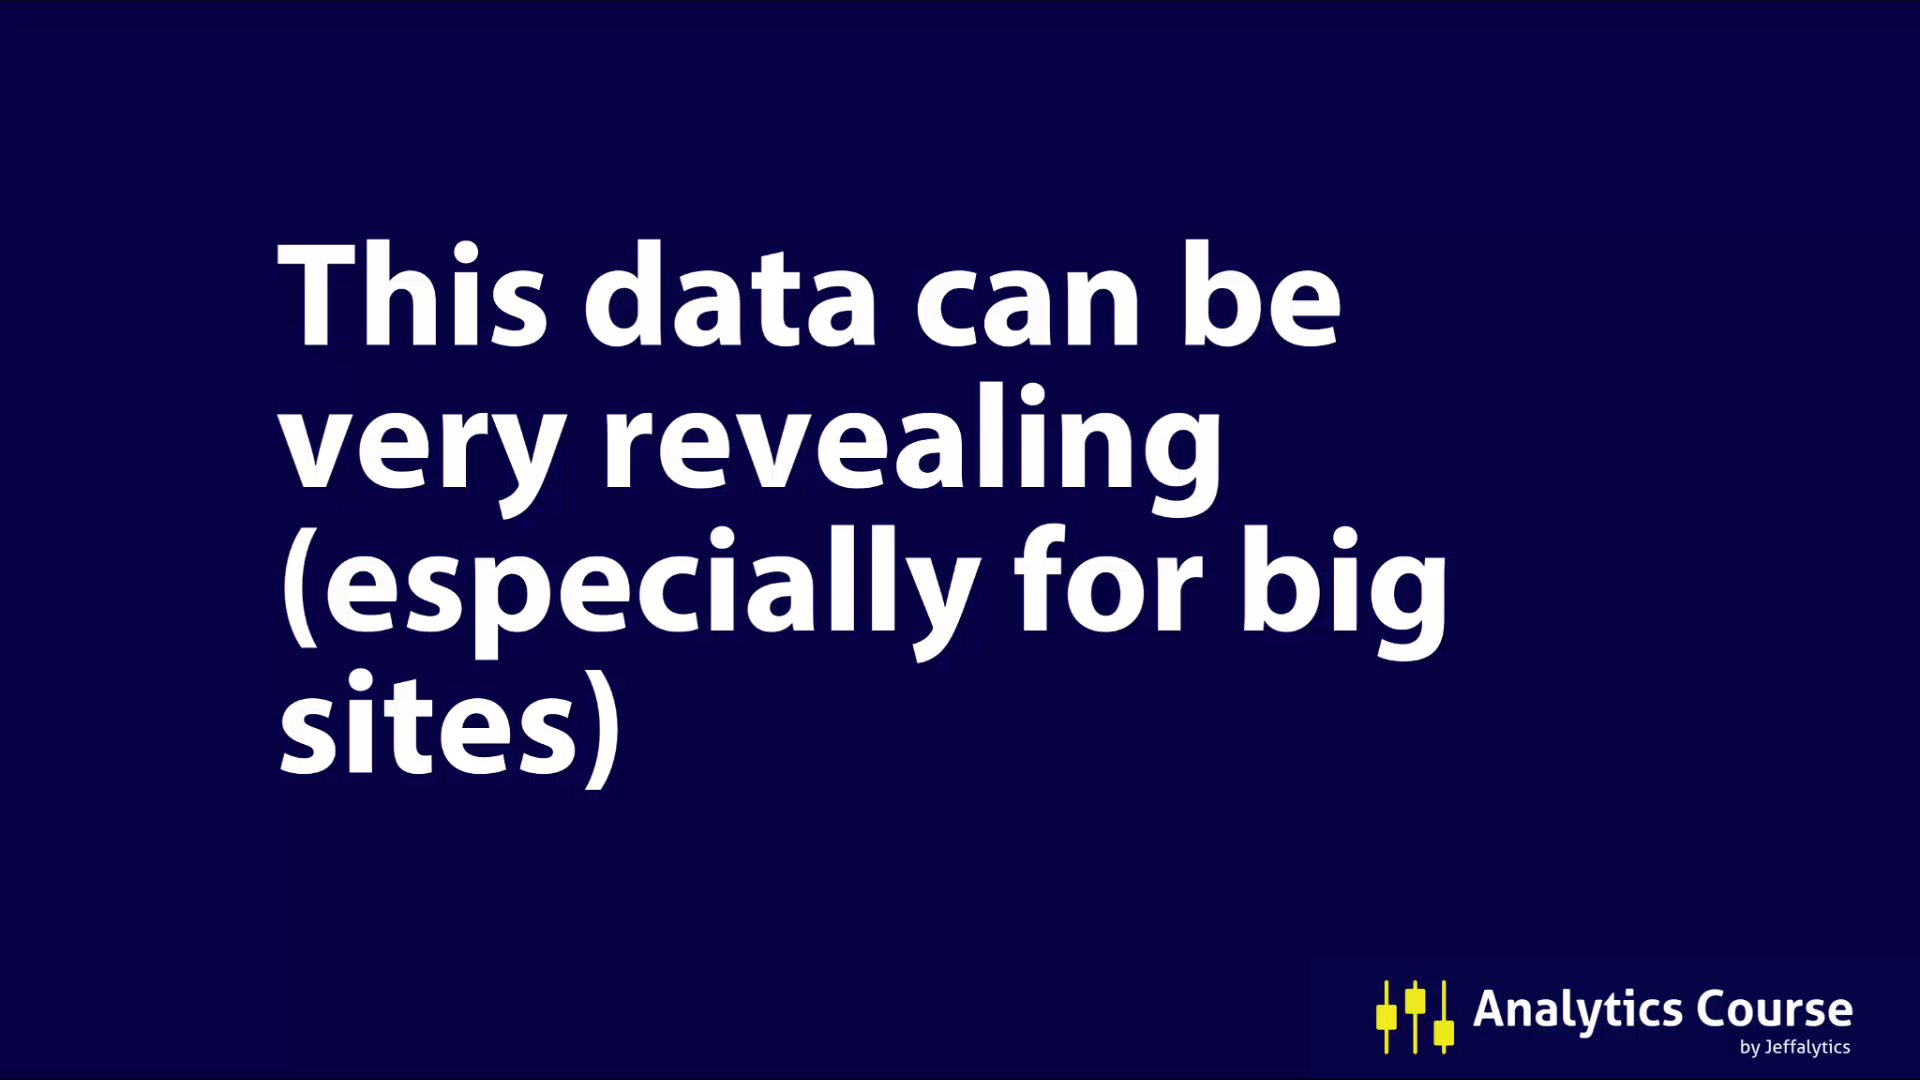 This data can be
very revealing
(especially for big
sites)
Analytics Course
by Jeffalytics